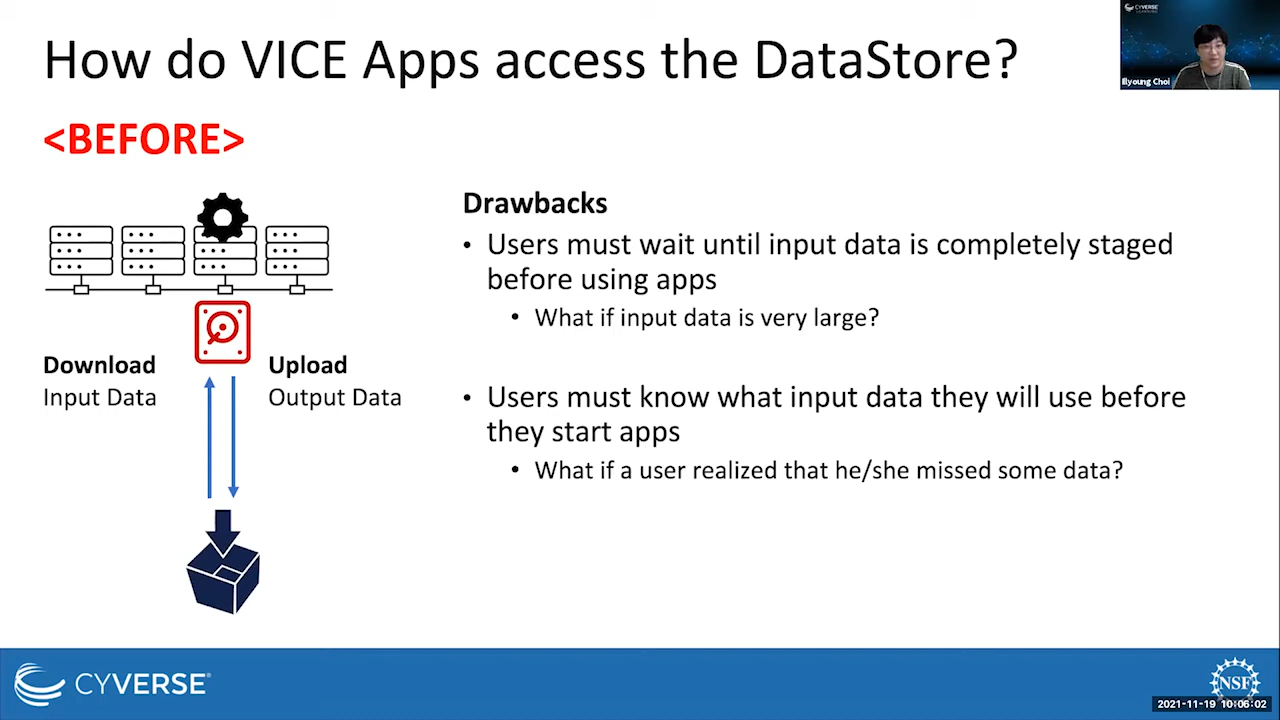 How do VICE Apps access the DataStore?
CYVERSE
LEARNING
Illyoung Choi
<BEFORE>
Drawbacks
• Users must wait until input data is completely staged
before using apps
• What if input data is very large?
Download
Input Data
Upload
Output Data
• Users must know what input data they will use before
they start apps
• What if a user realized that he/she missed some data?
CYVERSE®
NSF
2021-11-19 10:06:02